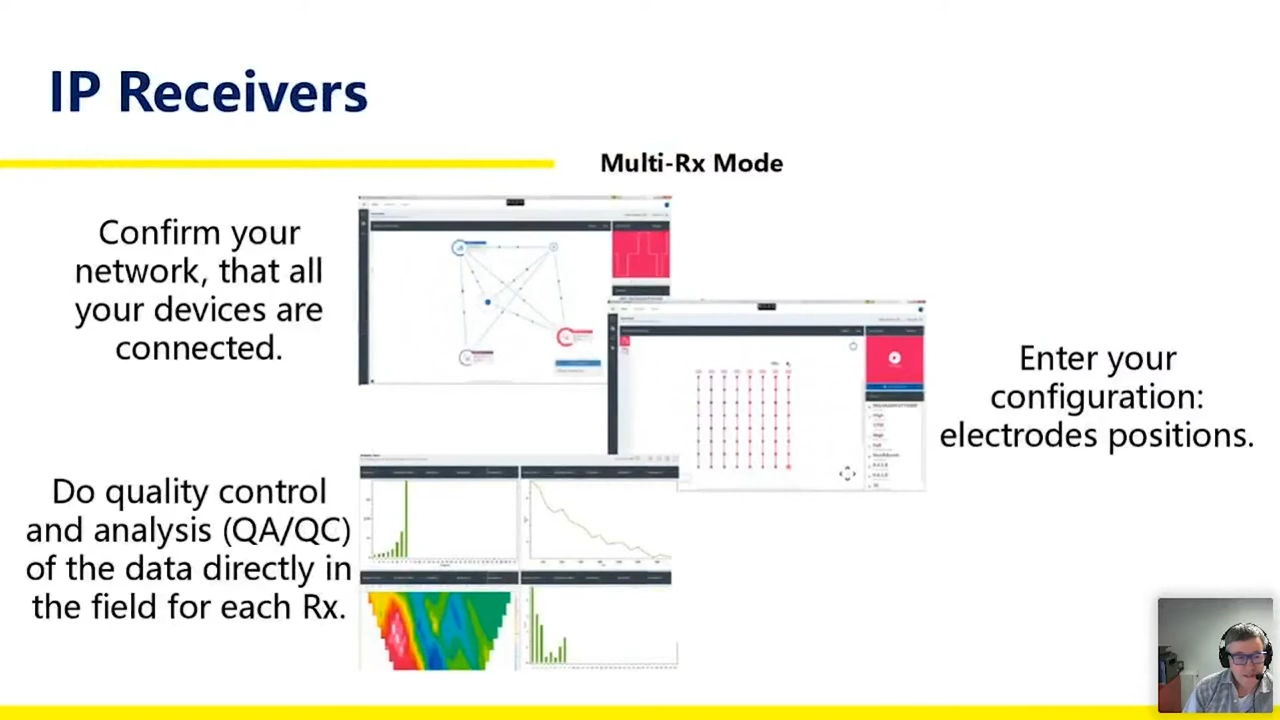 IP Receivers
Multi-Rx Mode
Confirm your
network, that all
your devices are
connected.
Enter your
configuration:
electrodes positions.
Do quality control
and analysis (QA/QC)
of the data directly in
the field for each Rx.